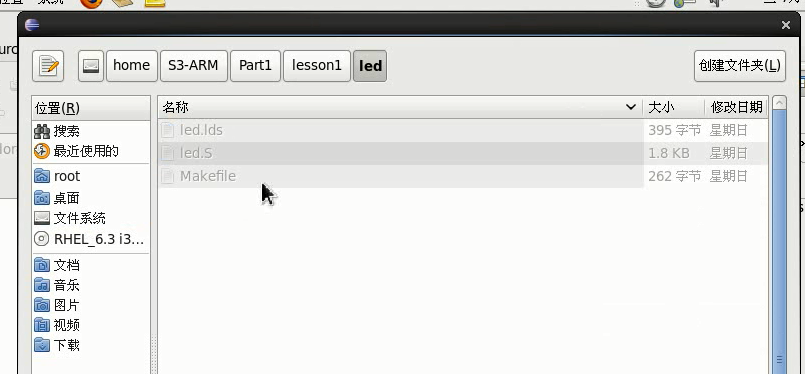 home S3-ARM Part1 lesson1 led 创建文件夹(L)
位置(R) 名称 大小 修改日期
搜索 led.lds 395 字节 星期日
最近使用的 led.S 1.8 KB 星期日
root Makefile 262 字节 星期日
桌面
文件系统
RHEL_6.3 i3...
文档
音乐
图片
视频
下载